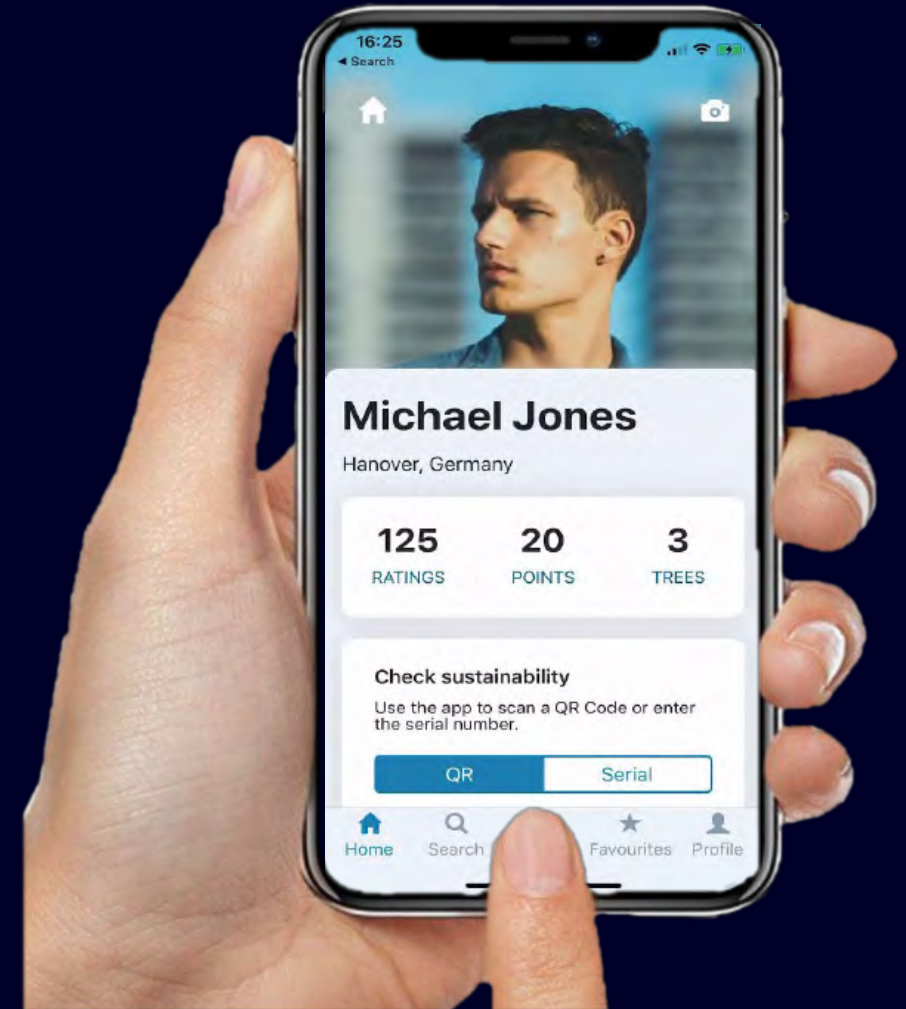 16:25
◀ Search
Michael Jones
Hanover, Germany
125 20 3
RATINGS POINTS TREES
Check sustainability
Use the app to scan a QR Code or enter
the serial number.
QR Serial
Home Search Favourites Profile